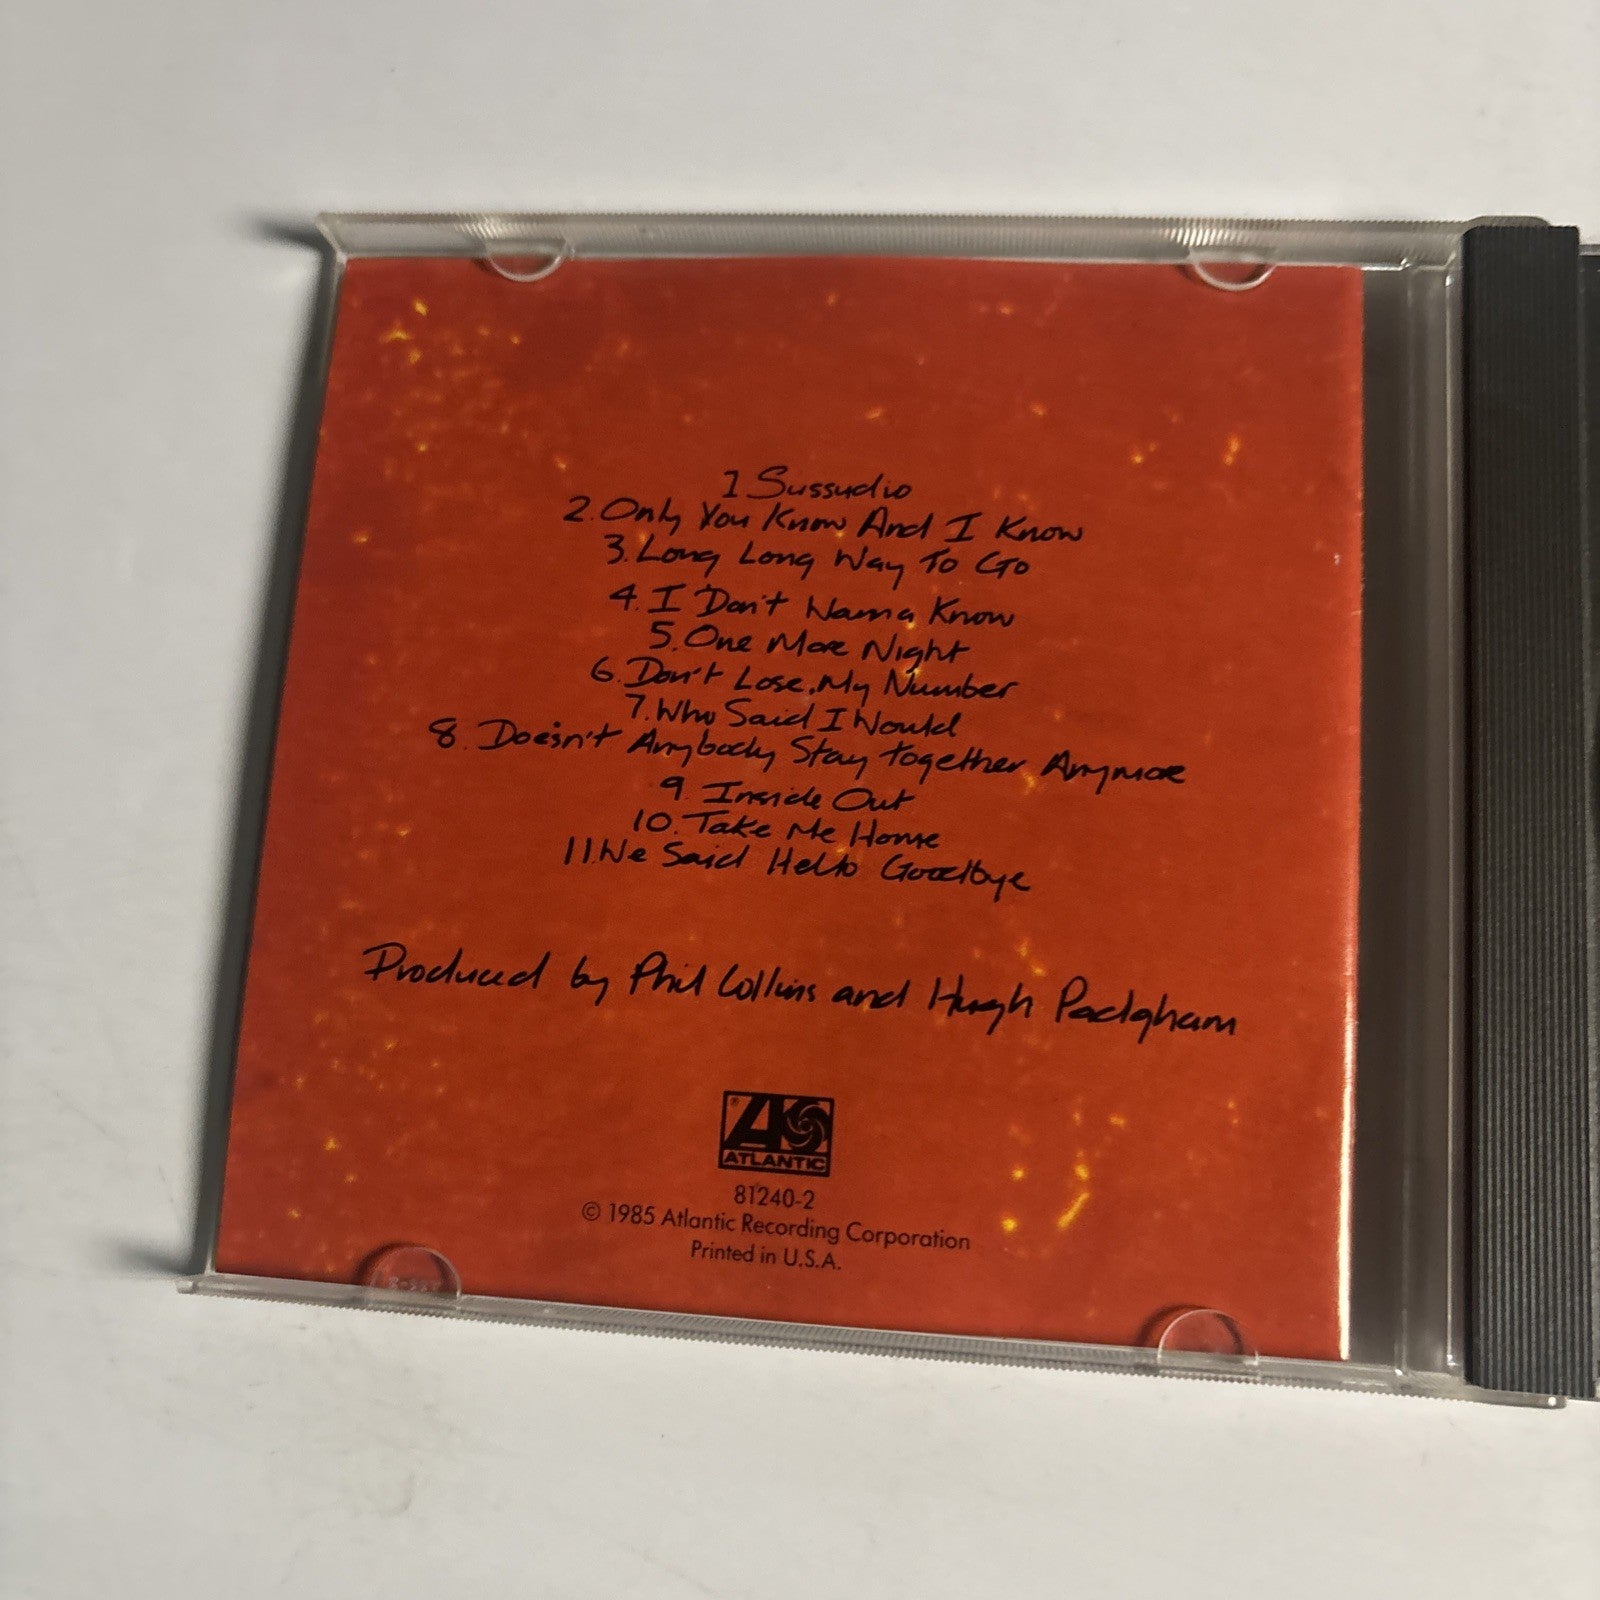 1 Sussudio
2. Only You Know And I Know
3. Long Long Way To Go
4. I Don't Wanna Know
5. One More Night
6. Don't Lose My Number
7. Who Said I Would
8. Doesn't Anybody Stay Together Anymore
9. Inside Out
10. Take Me Home
11. We Said Hello Goodbye
Produced by Phil Collins and Hugh Padgham
®
ATLANTIC
81240-2
© 1985 Atlantic Recording Corporation
Printed in U.S.A.